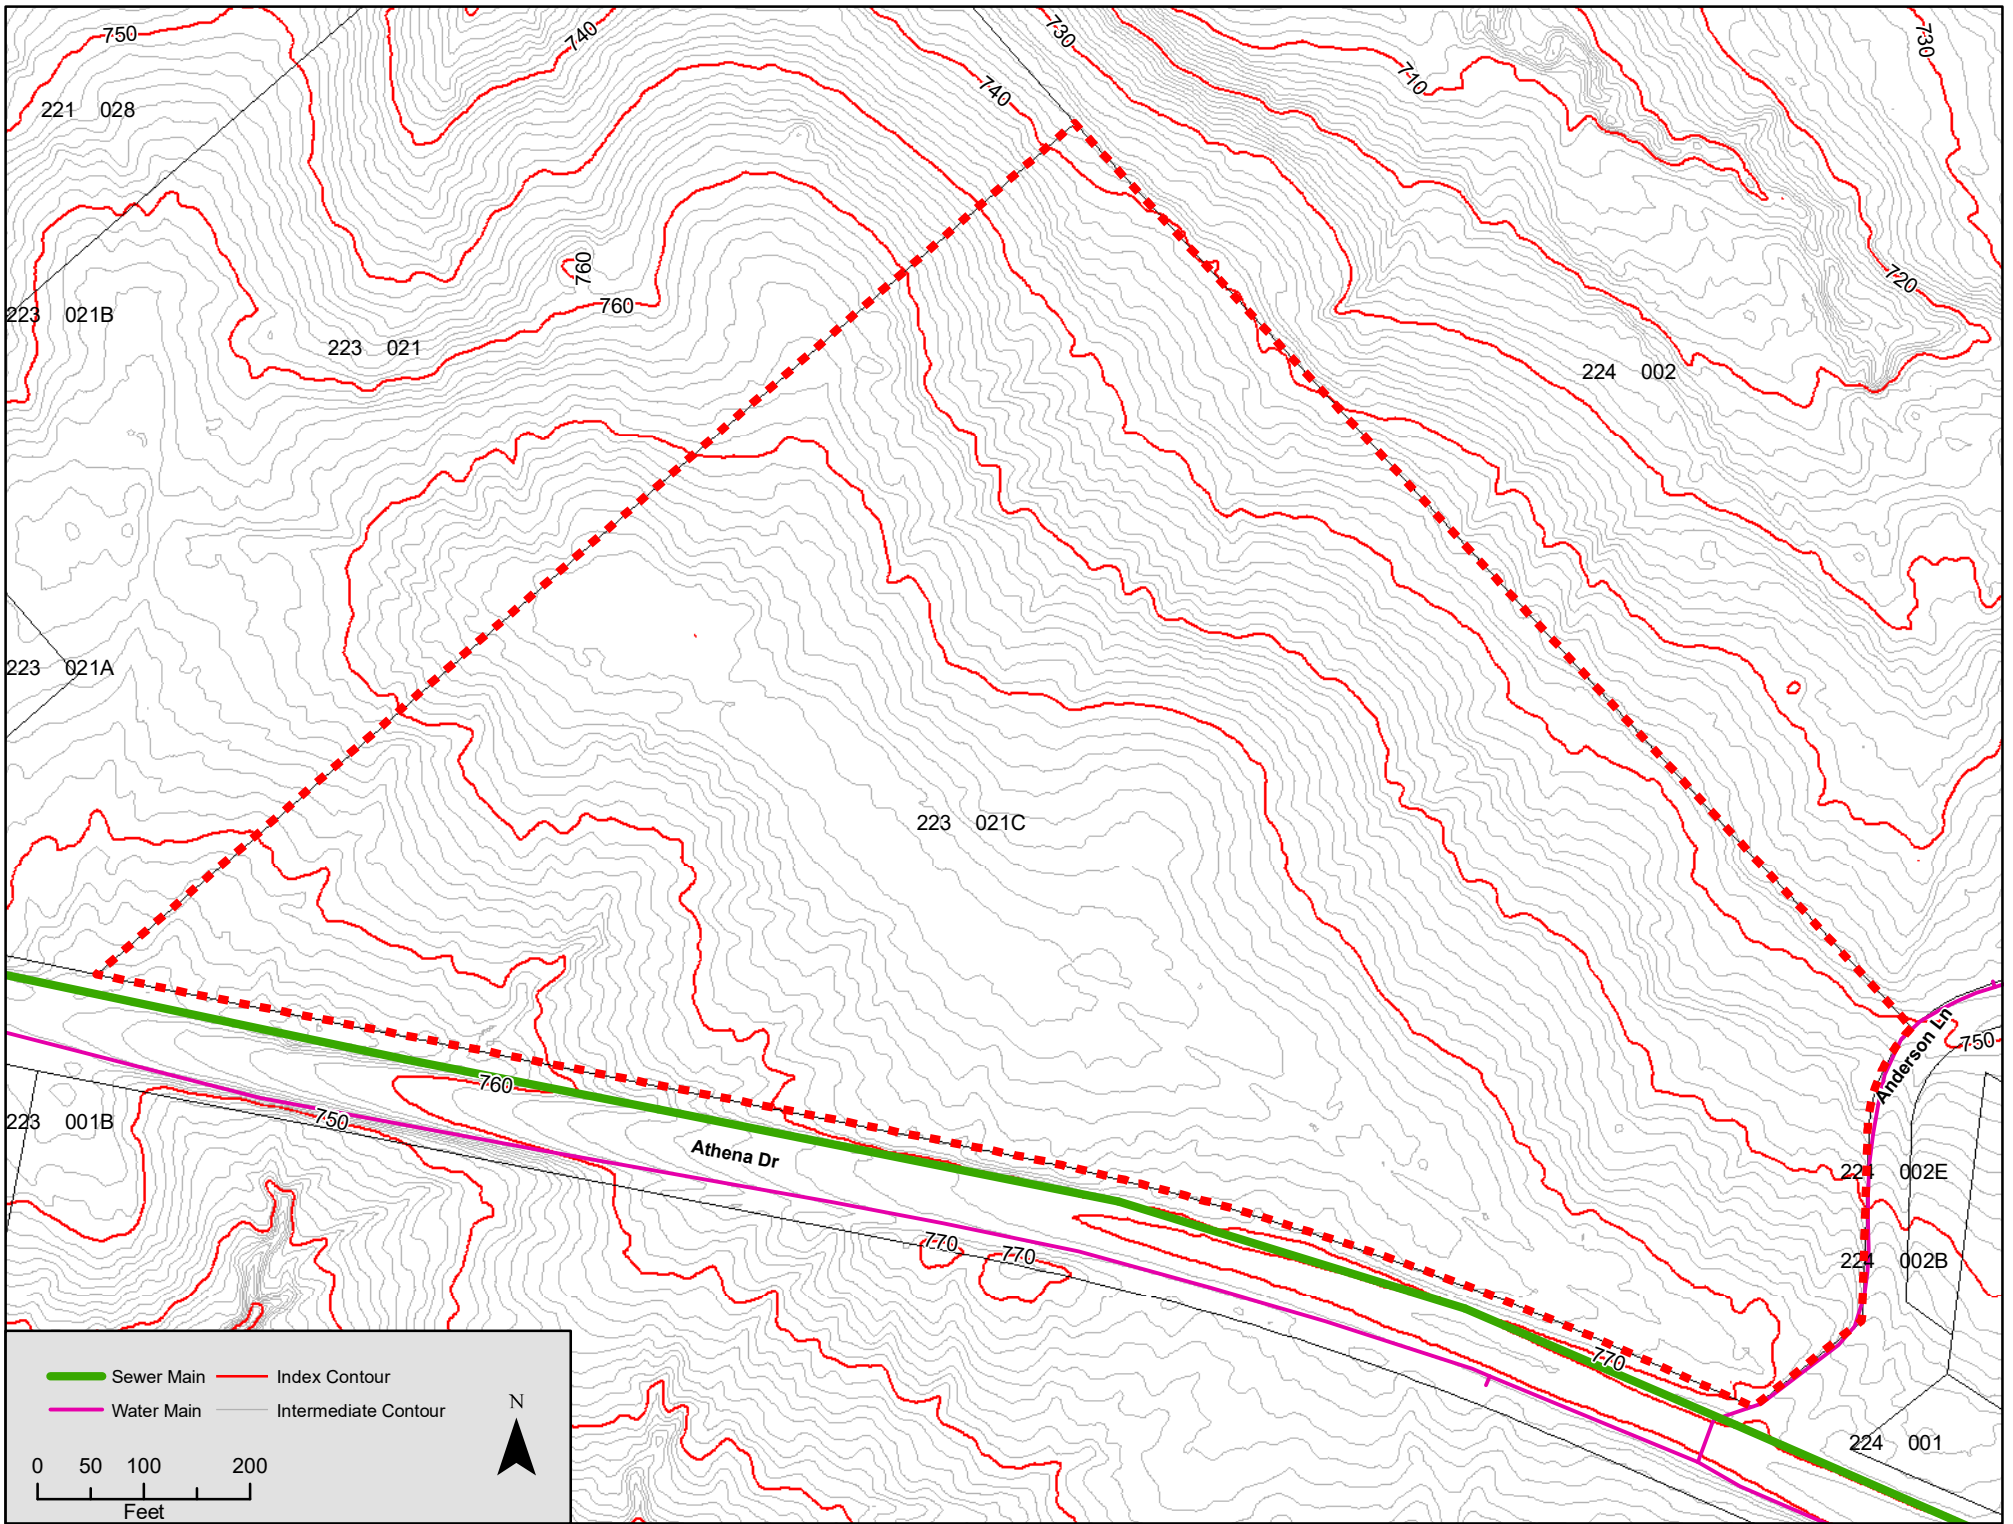 750
740
730
740
710
730
221 028
760
760
720
223 021B
223 021
224 002
223 021A
223 021C
Anderson Ln
750
760
750
223 001B
Athena Dr
221 002E
770
770
224 002B
770
224 001
Sewer Main
Index Contour
Water Main
Intermediate Contour
N
0 50 100 200
Feet